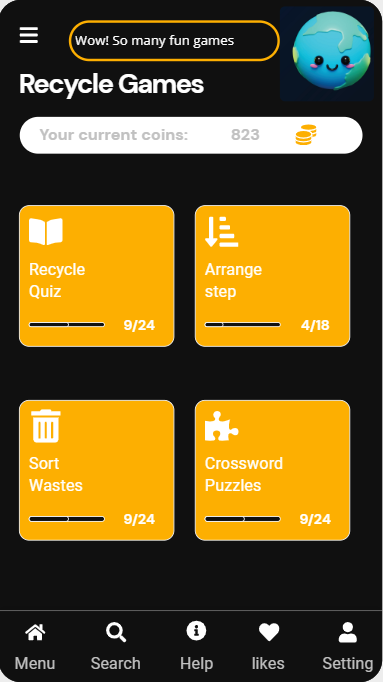 Wow! So many fun games
Recycle Games
Your current coins: 823
Recycle
Quiz
9/24
Arrange
step
4/18
Sort
Wastes
9/24
Crossword
Puzzles
9/24
Menu Search Help likes Setting